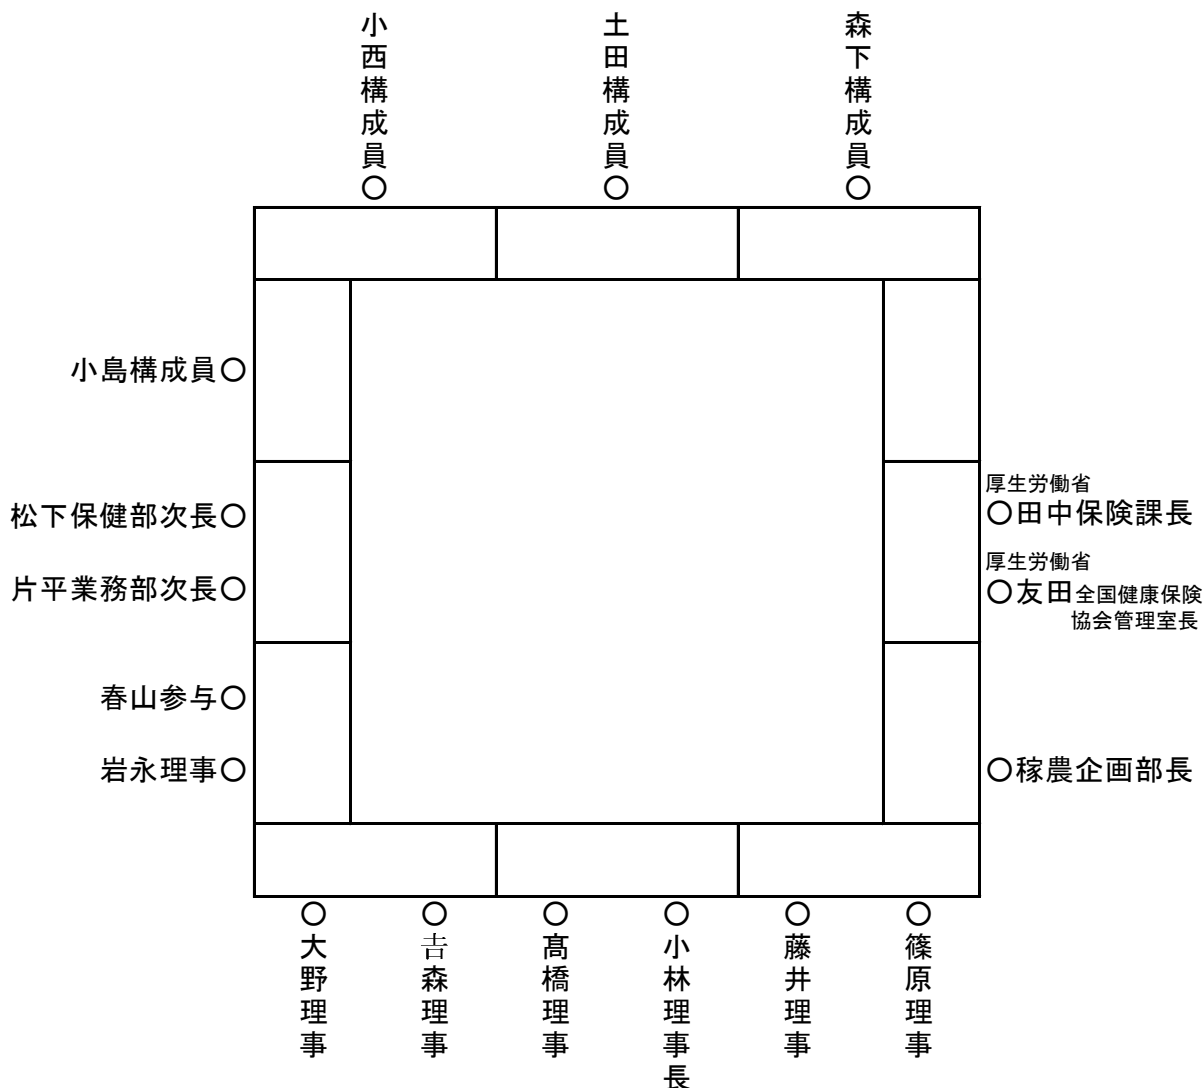 小西構成員○
土田構成員○
森下構成員○
小島構成員○
松下保健部次長○
片平業務部次長○
春山参与○
岩永理事○
厚生労働省
○田中保険課長
厚生労働省
○友田全国健康保険
協会管理室長
○稼農企画部長
○大野理事
○𠮷森理事
○髙橋理事
○小林理事長
○藤井理事
○篠原理事